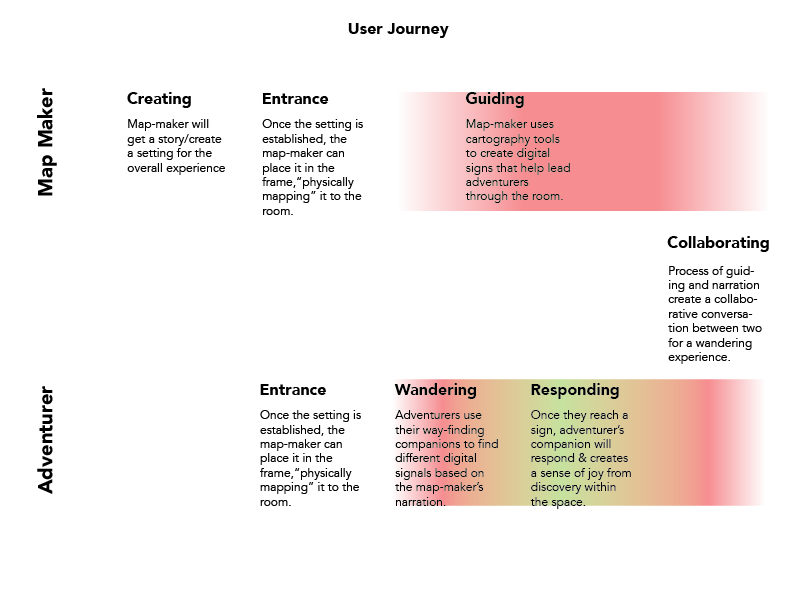 User Journey
Map Maker
Creating
Map-maker will
get a story/create
a setting for the
overall experience
Entrance
Once the setting is
established, the
map-maker can
place it in the
frame,“physically
mapping” it to the
room.
Guiding
Map-maker uses
cartography tools
to create digital
signs that help lead
adventurers
through the room.
Collaborating
Process of guid-
ing and narration
create a collabo-
rative conversa-
tion between two
for a wandering
experience.
Adventurer
Entrance
Once the setting is
established, the
map-maker can
place it in the
frame,“physically
mapping” it to the
room.
Wandering
Adventurers use
their way-finding
companions to find
different digital
signals based on
the map-maker’s
narration.
Responding
Once they reach a
sign, adventurer’s
companion will
respond & creates
a sense of joy from
discovery within
the space.